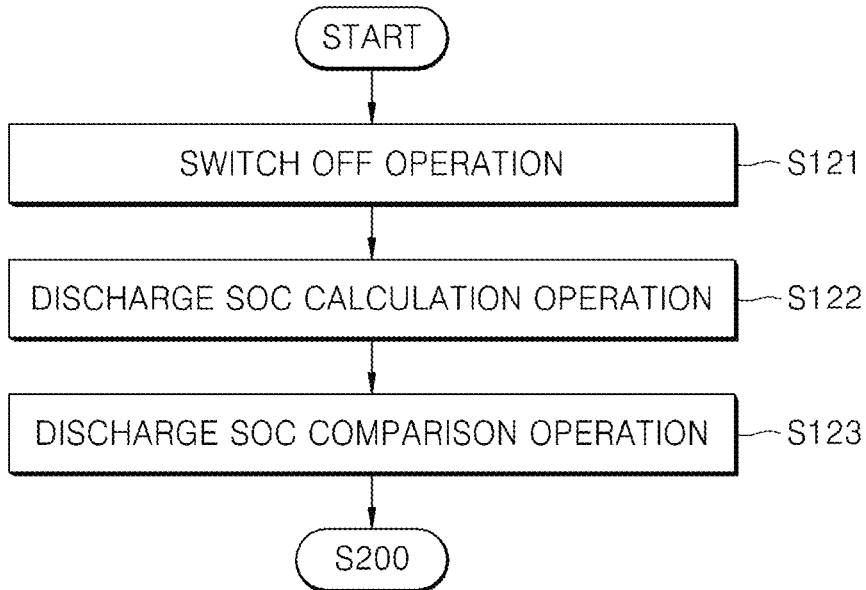 START
SWITCH OFF OPERATION
S121
DISCHARGE SOC CALCULATION OPERATION
S122
DISCHARGE SOC COMPARISON OPERATION
S123
S200